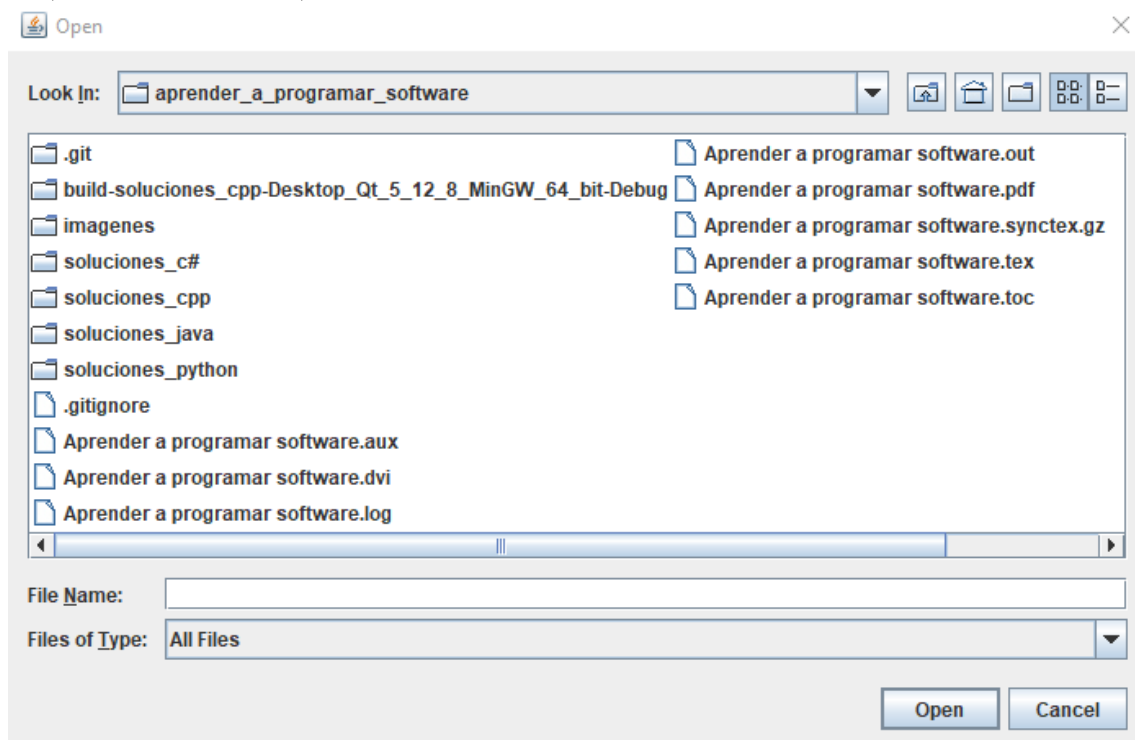 Open
Look In: aprender_a_programar_software
.git
build-soluciones_cpp-Desktop_Qt_5_12_8_MinGW_64_bit-Debug
imagenes
soluciones_c#
soluciones_cpp
soluciones_java
soluciones_python
.gitignore
Aprender a programar software.aux
Aprender a programar software.dvi
Aprender a programar software.log
Aprender a programar software.out
Aprender a programar software.pdf
Aprender a programar software.synctex.gz
Aprender a programar software.tex
Aprender a programar software.toc
File Name:
Files of Type: All Files
Open Cancel